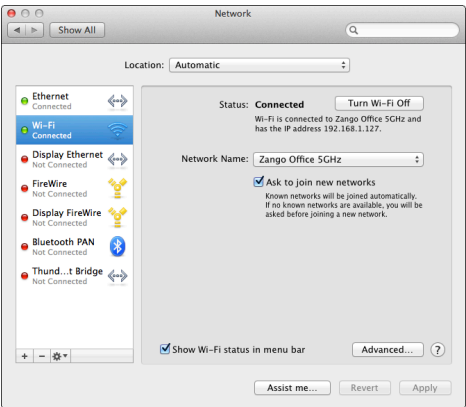 Network
Show All
Location: Automatic
Ethernet
Connected
Wi-Fi
Connected
Display Ethernet
Not Connected
FireWire
Not Connected
Display FireWire
Not Connected
Bluetooth PAN
Not Connected
Thund...t Bridge
Not Connected
Status: Connected
Turn Wi-Fi Off
Wi-Fi is connected to Zango Office 5GHz and
has the IP address 192.168.1.127.
Network Name: Zango Office 5GHz
Ask to join new networks
Known networks will be joined automatically.
If no known networks are available, you will be
asked before joining a new network.
Show Wi-Fi status in menu bar
Advanced...
?
+ −
Assist me...
Revert
Apply